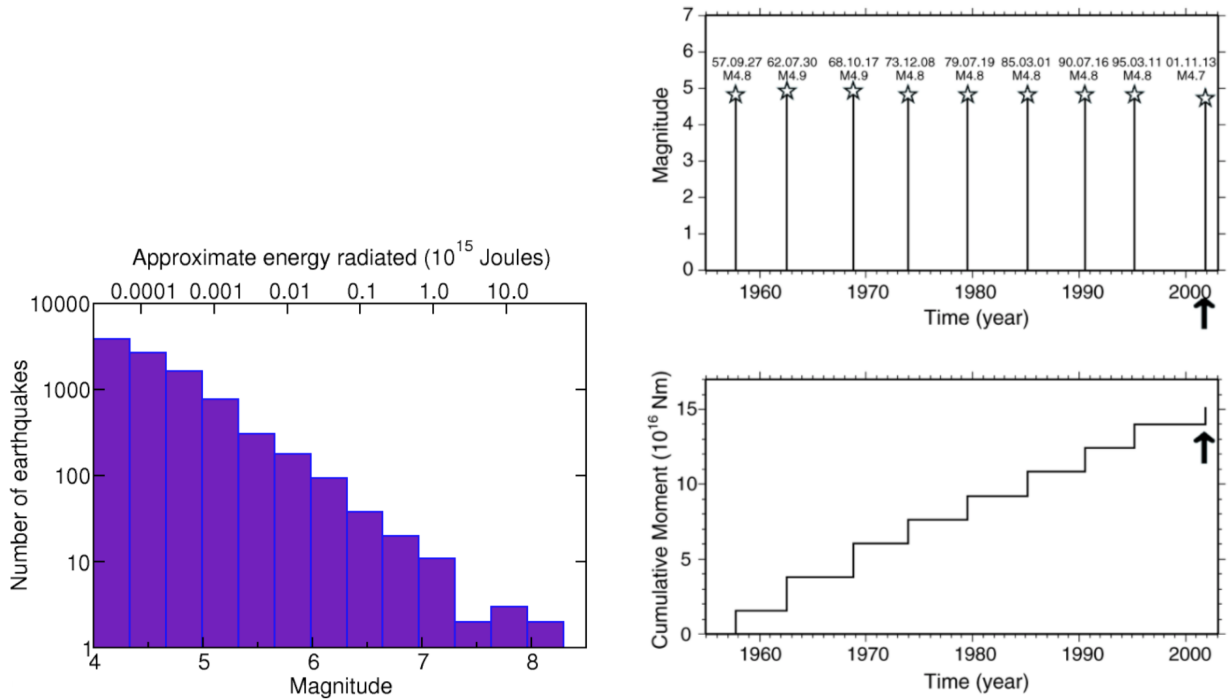 Approximate energy radiated (10^15 Joules)
0.0001 0.001 0.01 0.1 1.0 10.0
10000
1000
100
10
1
Number of earthquakes
4 5 6 7 8
Magnitude
7
6
5
4
3
2
1
0
Magnitude
57.09.27 62.07.30 68.10.17 73.12.08 79.07.19 85.03.01 90.07.16 95.03.11 01.11.13
M4.8 M4.9 M4.9 M4.8 M4.8 M4.8 M4.8 M4.8 M4.7
1960 1970 1980 1990 2000
Time (year)
15
10
5
0
Cumulative Moment (10^16 Nm)
1960 1970 1980 1990 2000
Time (year)